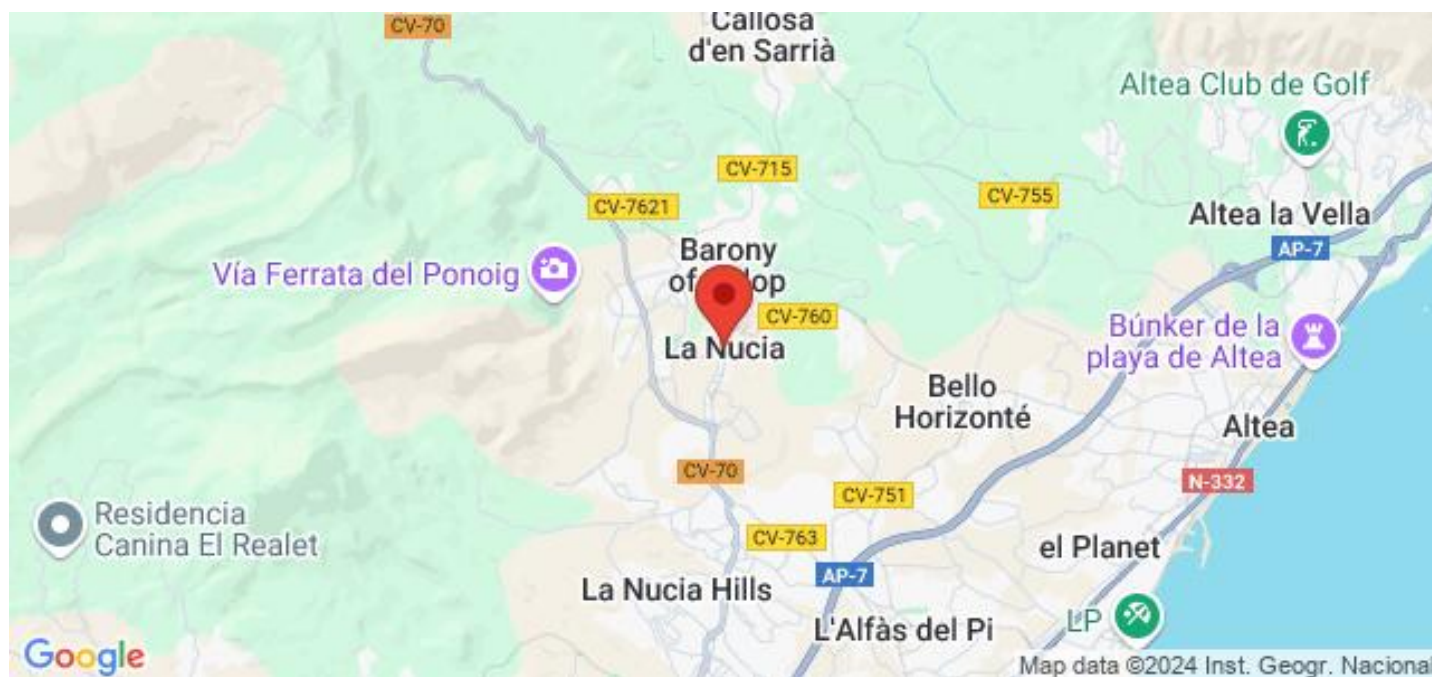 CV-70
Callosa
d'en Sarrià
Altea Club de Golf
CV-715
CV-755
CV-7621
Altea la Vella
Barony
of
AP-7
Vía Ferrata del Ponoig
CV-760
La Nucia
Búnker de la
playa de Altea
Bello
Horizonté
Altea
CV-70
N-332
CV-751
Residencia
Canina El Realet
CV-763
el Planet
AP-7
La Nucia Hills
L'Alfàs del Pi
LP
Google
Map data ©2024 Inst. Geogr. Nacional